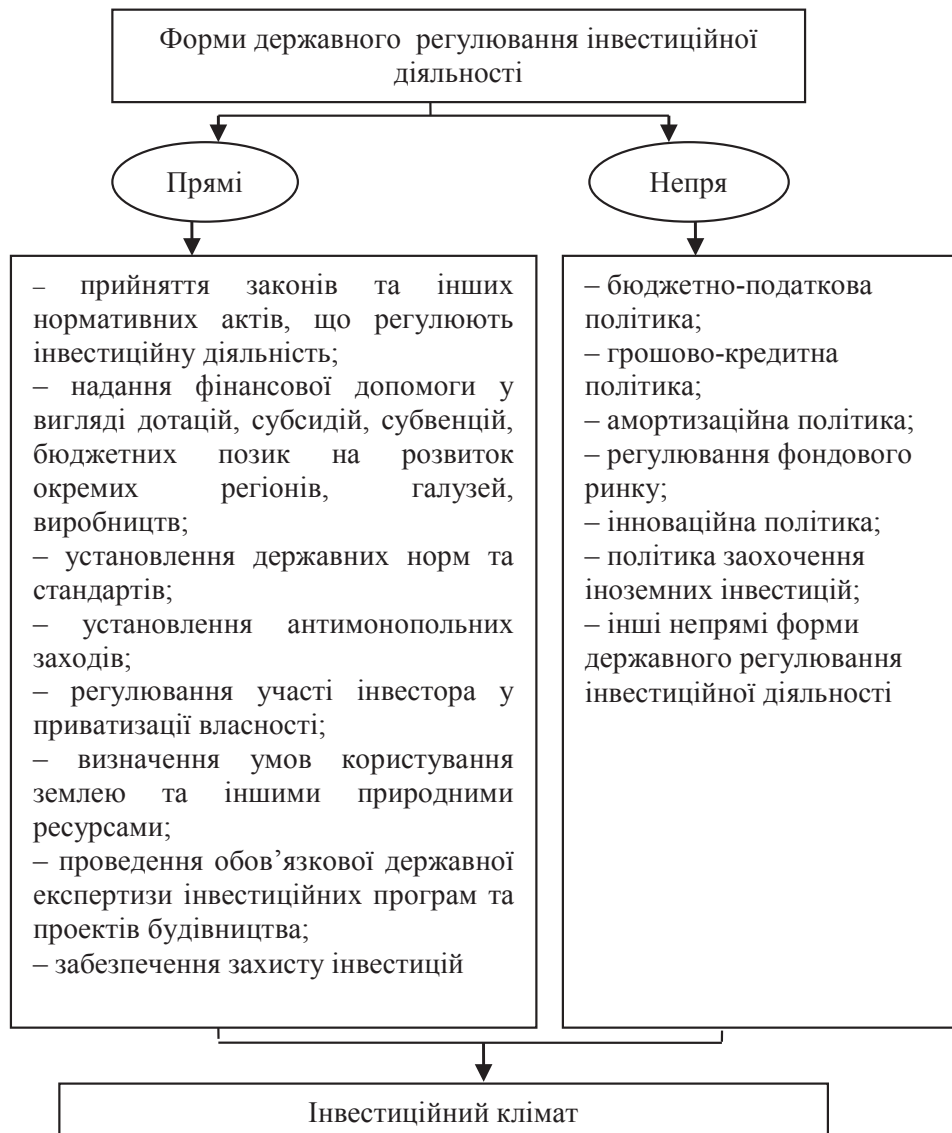 Форми державного регулювання інвестиційної
діяльності
Прямі
Непря
– прийняття законів та інших
нормативних актів, що регулюють
інвестиційну діяльність;
– надання фінансової допомоги у
вигляді дотацій, субсидій, субвенцій,
бюджетних позик на розвиток
окремих регіонів, галузей,
виробництв;
– установлення державних норм та
стандартів;
– установлення антимонопольних
заходів;
– регулювання участі інвестора у
приватизації власності;
– визначення умов користування
землею та іншими природними
ресурсами;
– проведення обов’язкової державної
експертизи інвестиційних програм та
проектів будівництва;
– забезпечення захисту інвестицій
– бюджетно-податкова
політика;
– грошово-кредитна
політика;
– амортизаційна політика;
– регулювання фондового
ринку;
– інноваційна політика;
– політика заохочення
іноземних інвестицій;
– інші непрямі форми
державного регулювання
інвестиційної діяльності
Інвестиційний клімат